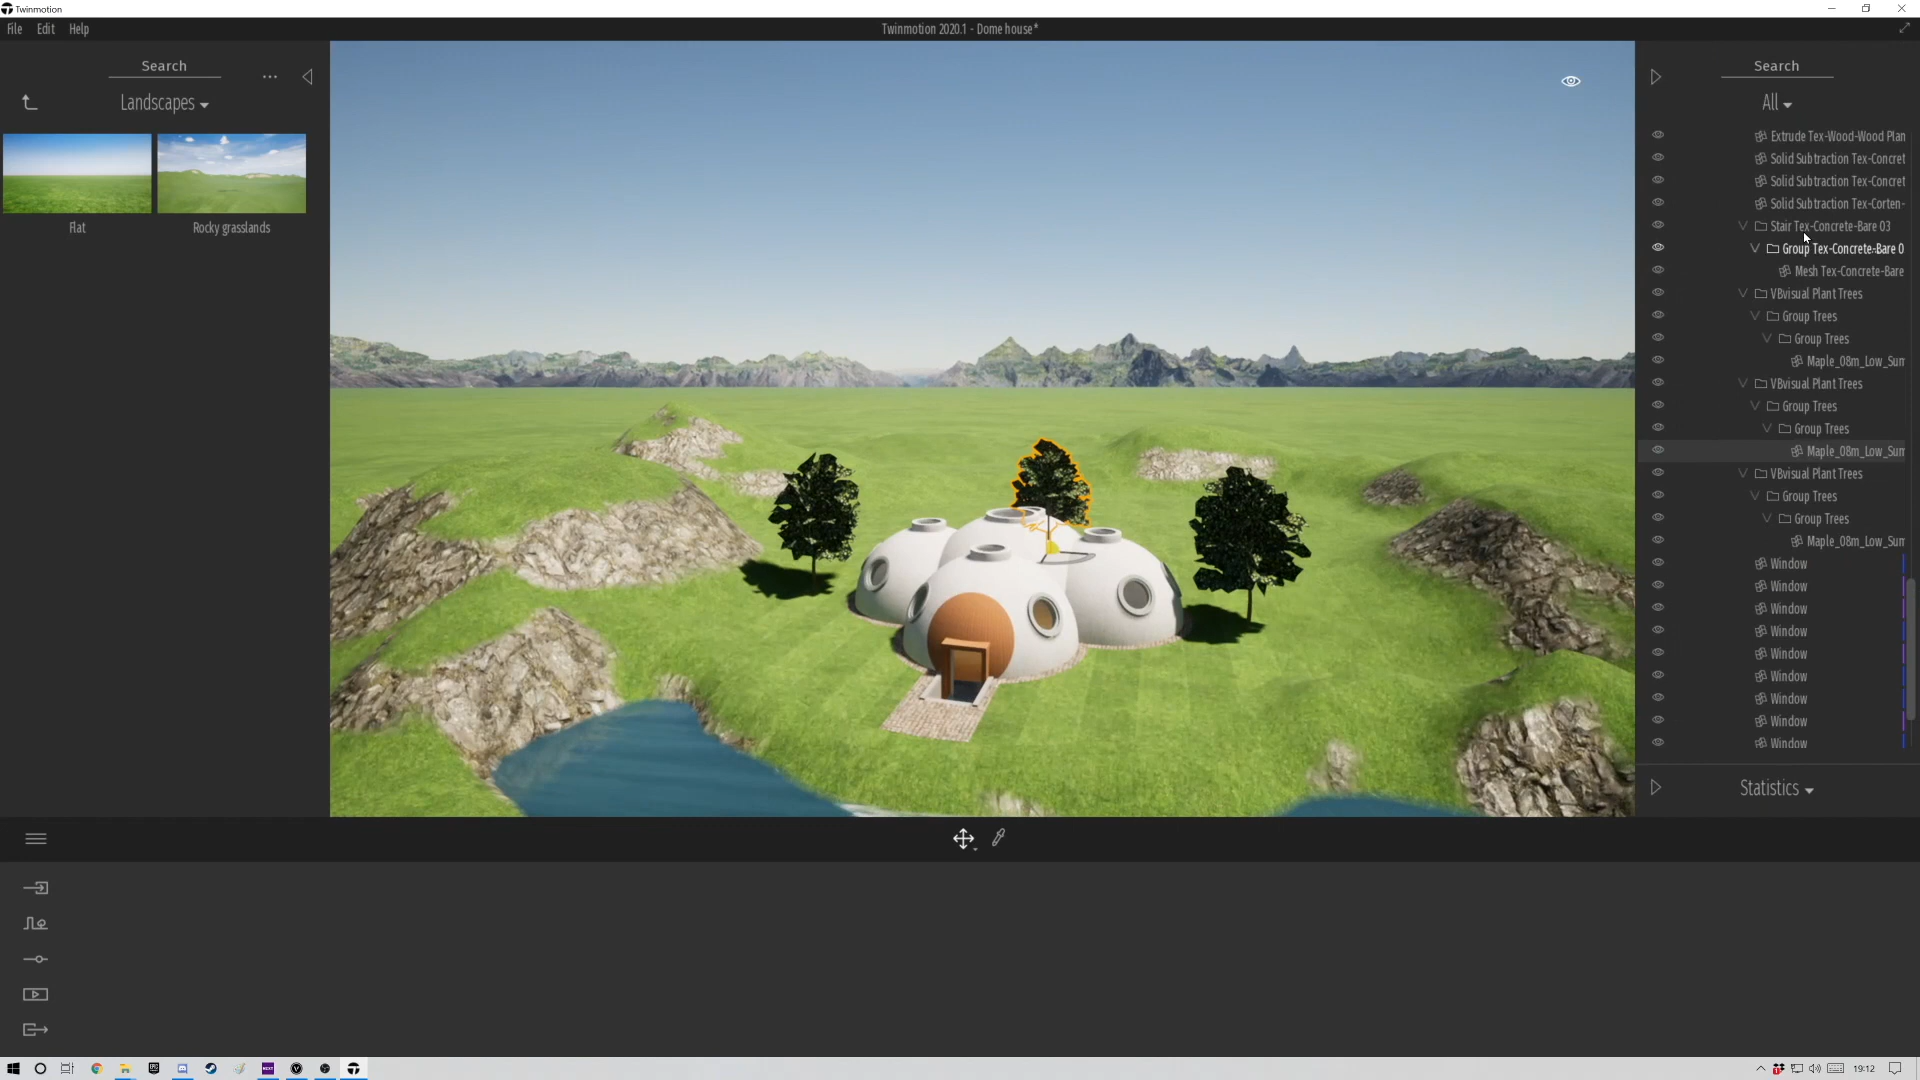 Twinmotion
File Edit Help
Twinmotion 2020.1 - Dome house*
Search
Landscapes
Flat
Rocky grasslands
Search
All
Extrude Tex-Wood-Wood Plan
Solid Subtraction Tex-Concret
Solid Subtraction Tex-Concret
Solid Subtraction Tex-Corten-
Stair Tex-Concrete-Bare 03
Group Tex-Concrete-Bare 0
Mesh Tex-Concrete-Bare
VBvisual Plant Trees
Group Trees
Group Trees
Maple_08m_Low_Sum
VBvisual Plant Trees
Group Trees
Group Trees
Maple_08m_Low_Sum
VBvisual Plant Trees
Group Trees
Group Trees
Maple_08m_Low_Sum
Window
Window
Window
Window
Window
Window
Window
Window
Window
Statistics
19:12